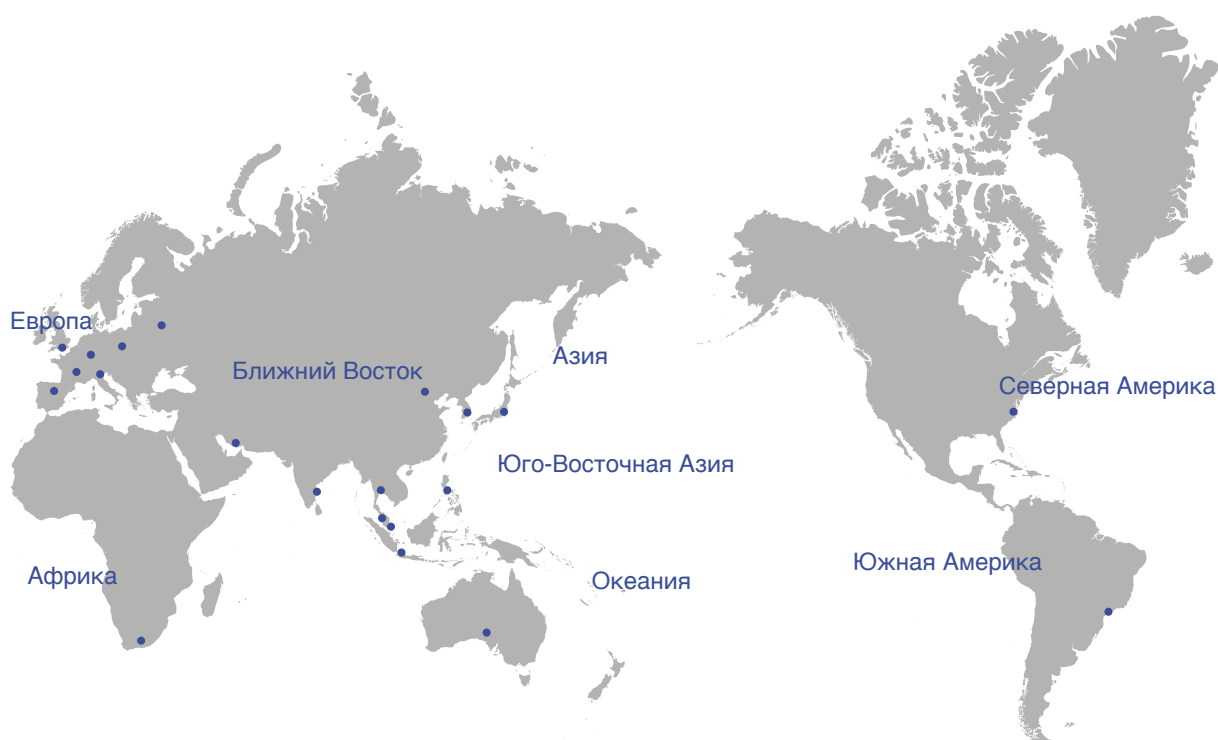 Европа
Азия
Ближний Восток
Северная Америка
Юго-Восточная Азия
Южная Америка
Африка
Океания